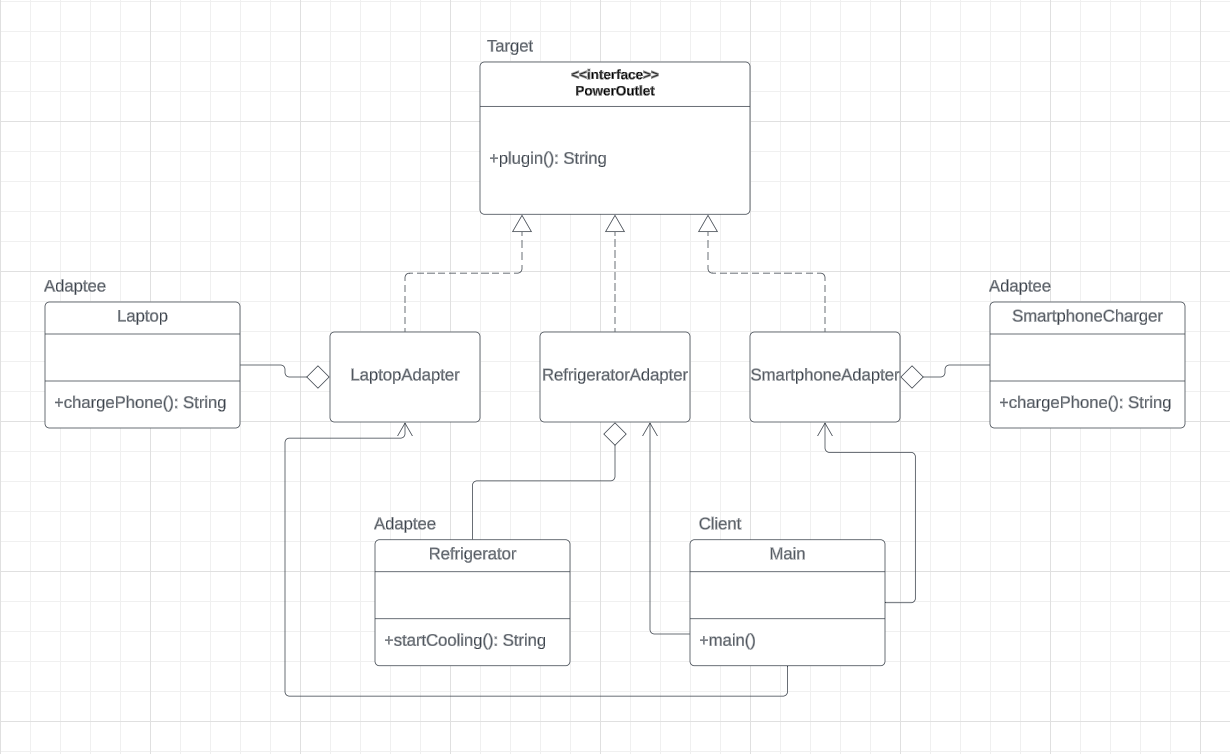 Target
<<interface>>
PowerOutlet
+plugin(): String
Adaptee
Laptop
+chargePhone(): String
LaptopAdapter
RefrigeratorAdapter
SmartphoneAdapter
Adaptee
SmartphoneCharger
+chargePhone(): String
Adaptee
Refrigerator
+startCooling(): String
Client
Main
+main()